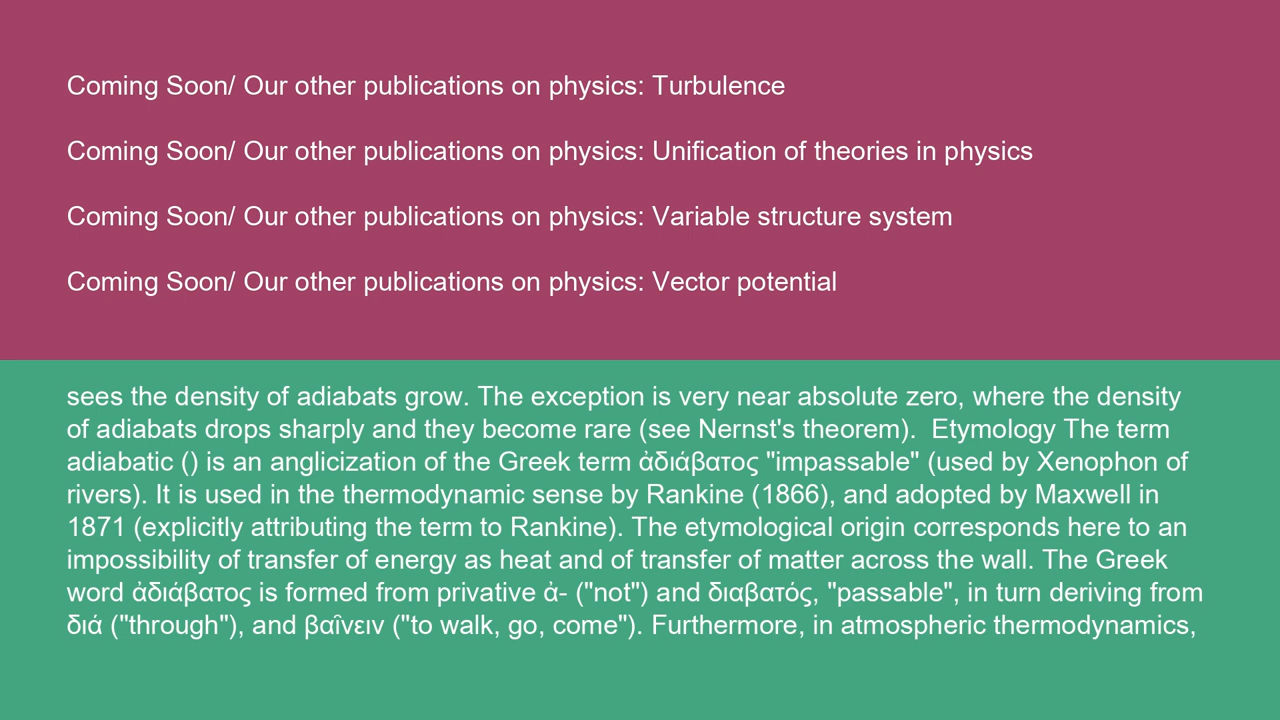 Coming Soon/ Our other publications on physics: Turbulence
Coming Soon/ Our other publications on physics: Unification of theories in physics
Coming Soon/ Our other publications on physics: Variable structure system
Coming Soon/ Our other publications on physics: Vector potential
sees the density of adiabats grow. The exception is very near absolute zero, where the density
of adiabats drops sharply and they become rare (see Nernst's theorem).  Etymology The term
adiabatic () is an anglicization of the Greek term ἀδιάβατος "impassable" (used by Xenophon of
rivers). It is used in the thermodynamic sense by Rankine (1866), and adopted by Maxwell in
1871 (explicitly attributing the term to Rankine). The etymological origin corresponds here to an
impossibility of transfer of energy as heat and of transfer of matter across the wall. The Greek
word ἀδιάβατος is formed from privative ἀ- ("not") and διαβατός, "passable", in turn deriving from
διά ("through"), and βαῖνειν ("to walk, go, come"). Furthermore, in atmospheric thermodynamics,